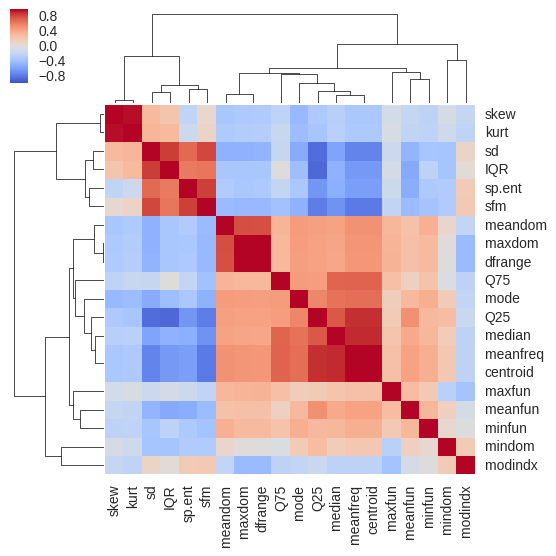 0.8
0.4
0.0
−0.4
−0.8
skew
kurt
sd
IQR
sp.ent
sfm
meandom
maxdom
dfrange
Q75
mode
Q25
median
meanfreq
centroid
maxfun
meanfun
minfun
mindom
modindx
skew
kurt
sd
IQR
sp.ent
sfm
meandom
maxdom
dfrange
Q75
mode
Q25
median
meanfreq
centroid
maxfun
meanfun
minfun
mindom
modindx